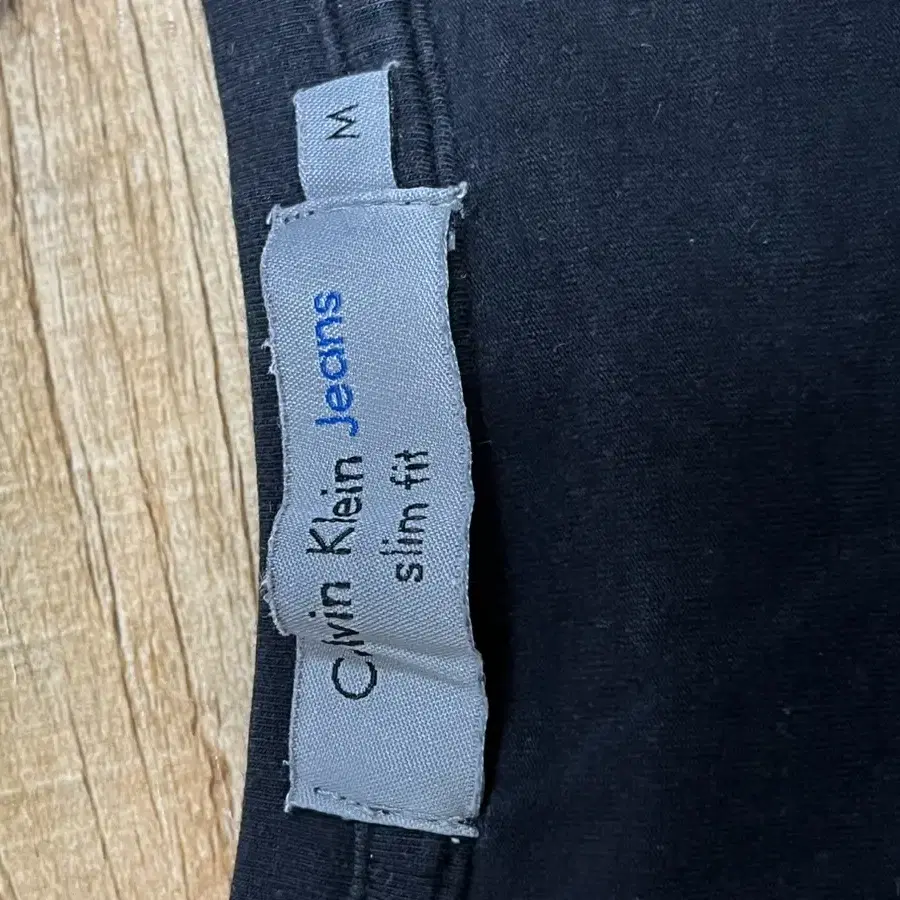 M
Calvin Klein Jeans
slim fit